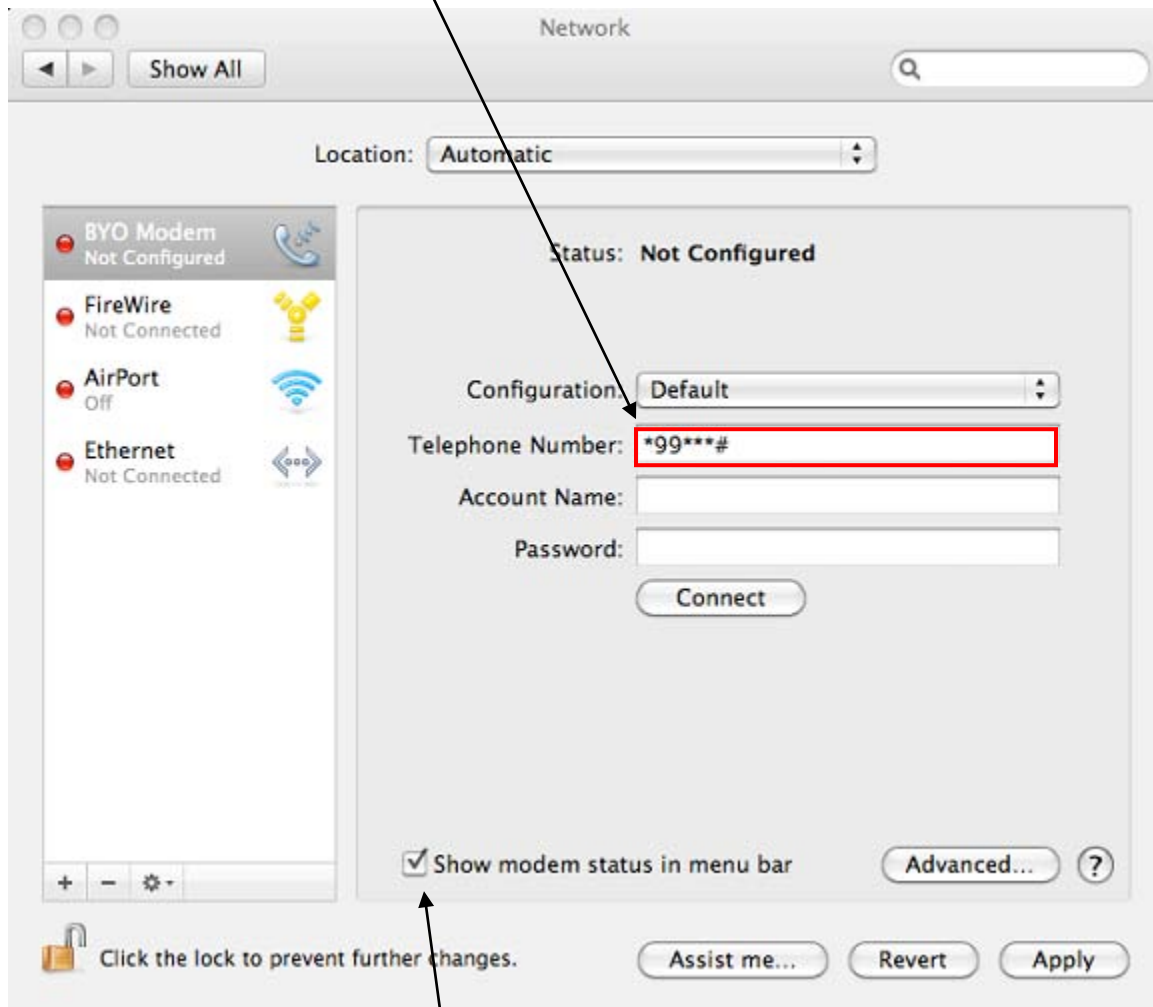 Network
Show All
Location: Automatic
BYO Modem
Not Configured
FireWire
Not Connected
AirPort
Off
Ethernet
Not Connected
Status: Not Configured
Configuration: Default
Telephone Number: *99***#
Account Name:
Password:
Connect
Show modem status in menu bar
Advanced... ?
Click the lock to prevent further changes.
Assist me... Revert Apply